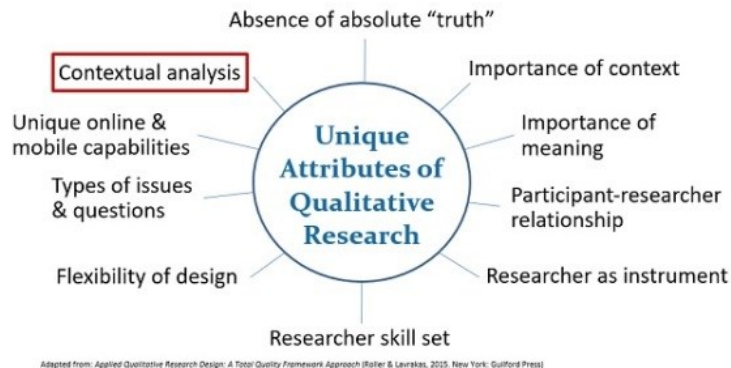 Absence of absolute “truth”
Contextual analysis
Importance of context
Unique online &
mobile capabilities
Importance of
meaning
Unique
Attributes of
Qualitative
Research
Types of issues
& questions
Participant-researcher
relationship
Flexibility of design
Researcher as instrument
Researcher skill set
Adapted from: Applied Qualitative Research Design: A Total Quality Framework Approach (Roller & Lavrakas, 2015. New York: Guilford Press)